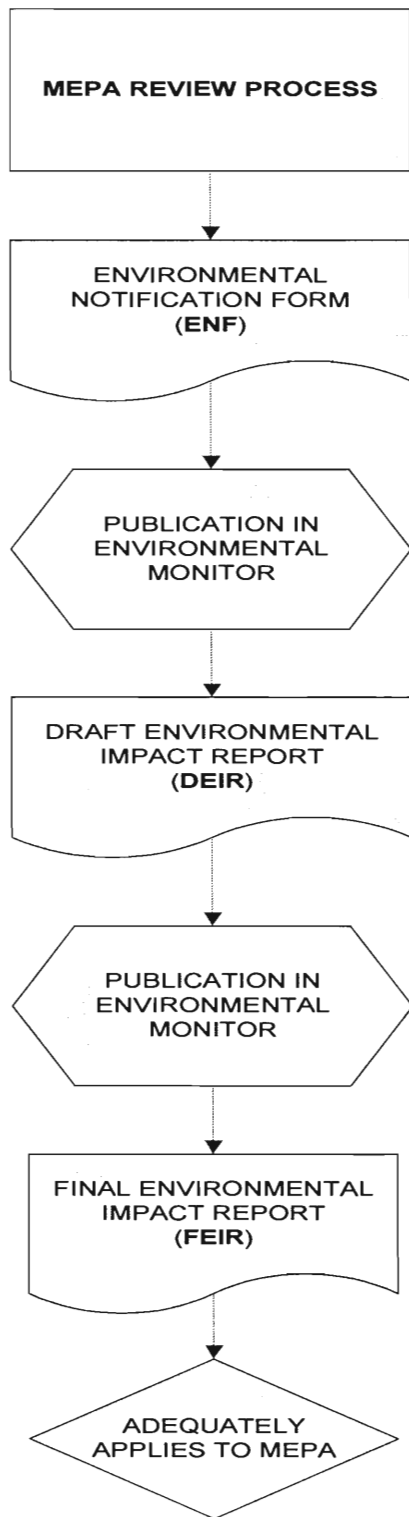 MEPA REVIEW PROCESS
ENVIRONMENTAL
NOTIFICATION FORM
(ENF)
PUBLICATION IN
ENVIRONMENTAL
MONITOR
DRAFT ENVIRONMENTAL
IMPACT REPORT
(DEIR)
PUBLICATION IN
ENVIRONMENTAL
MONITOR
FINAL ENVIRONMENTAL
IMPACT REPORT
(FEIR)
ADEQUATELY
APPLIES TO MEPA